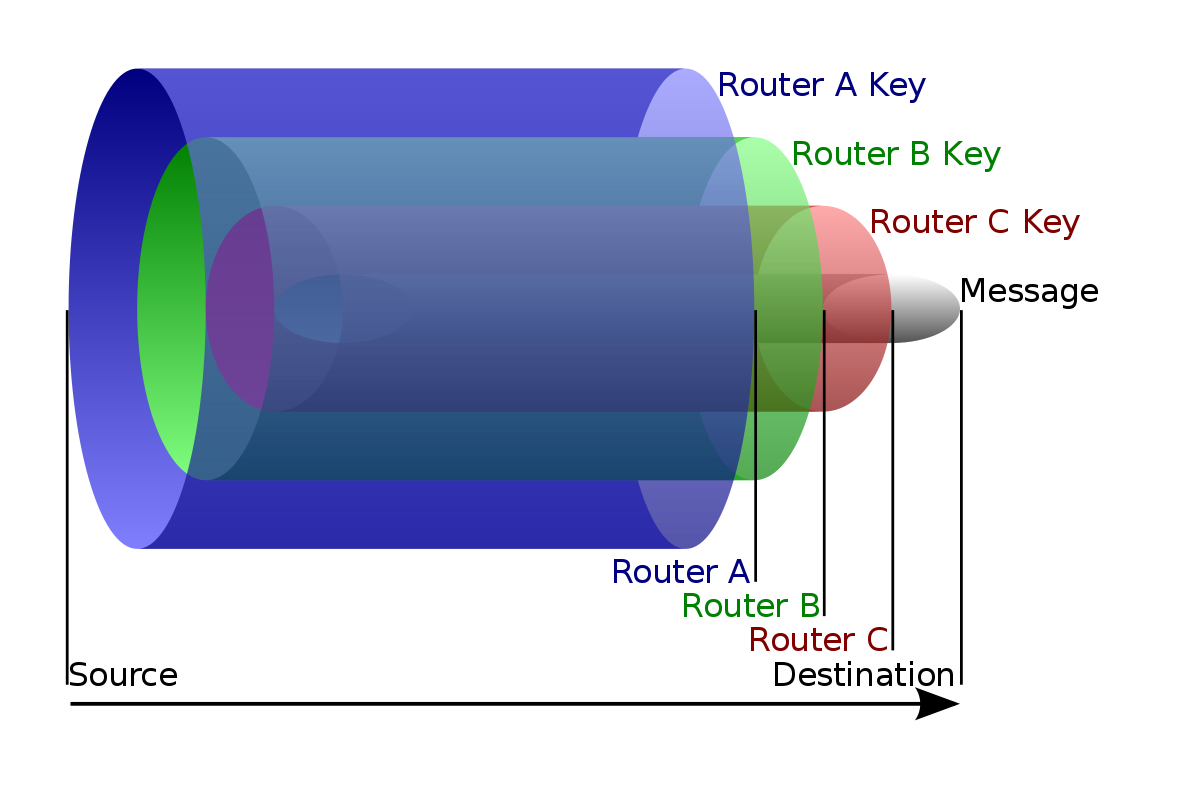 Router A Key
Router B Key
Router C Key
Message
Router A
Router B
Router C
Source
Destination